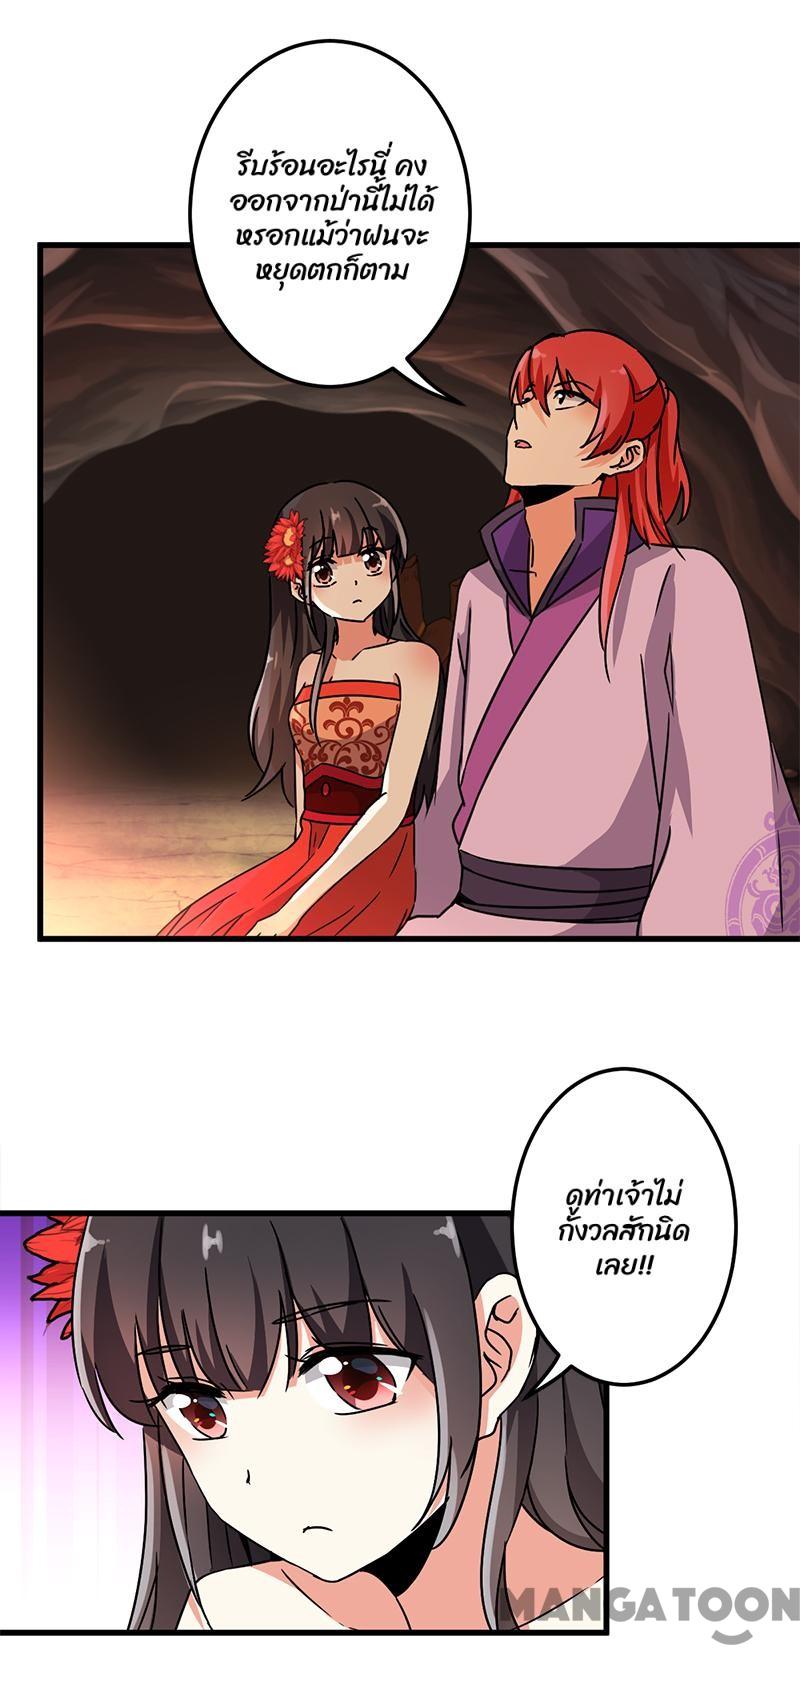 รีบร้อนอะไรนี่ คง
ออกจากป่านี้ไม่ได้
หรอกแม้ว่าฝนจะ
หยุดตกก็ตาม
ดูท่าเจ้าไม่
กังวลสักนิด
เลย!!
MANGATOON